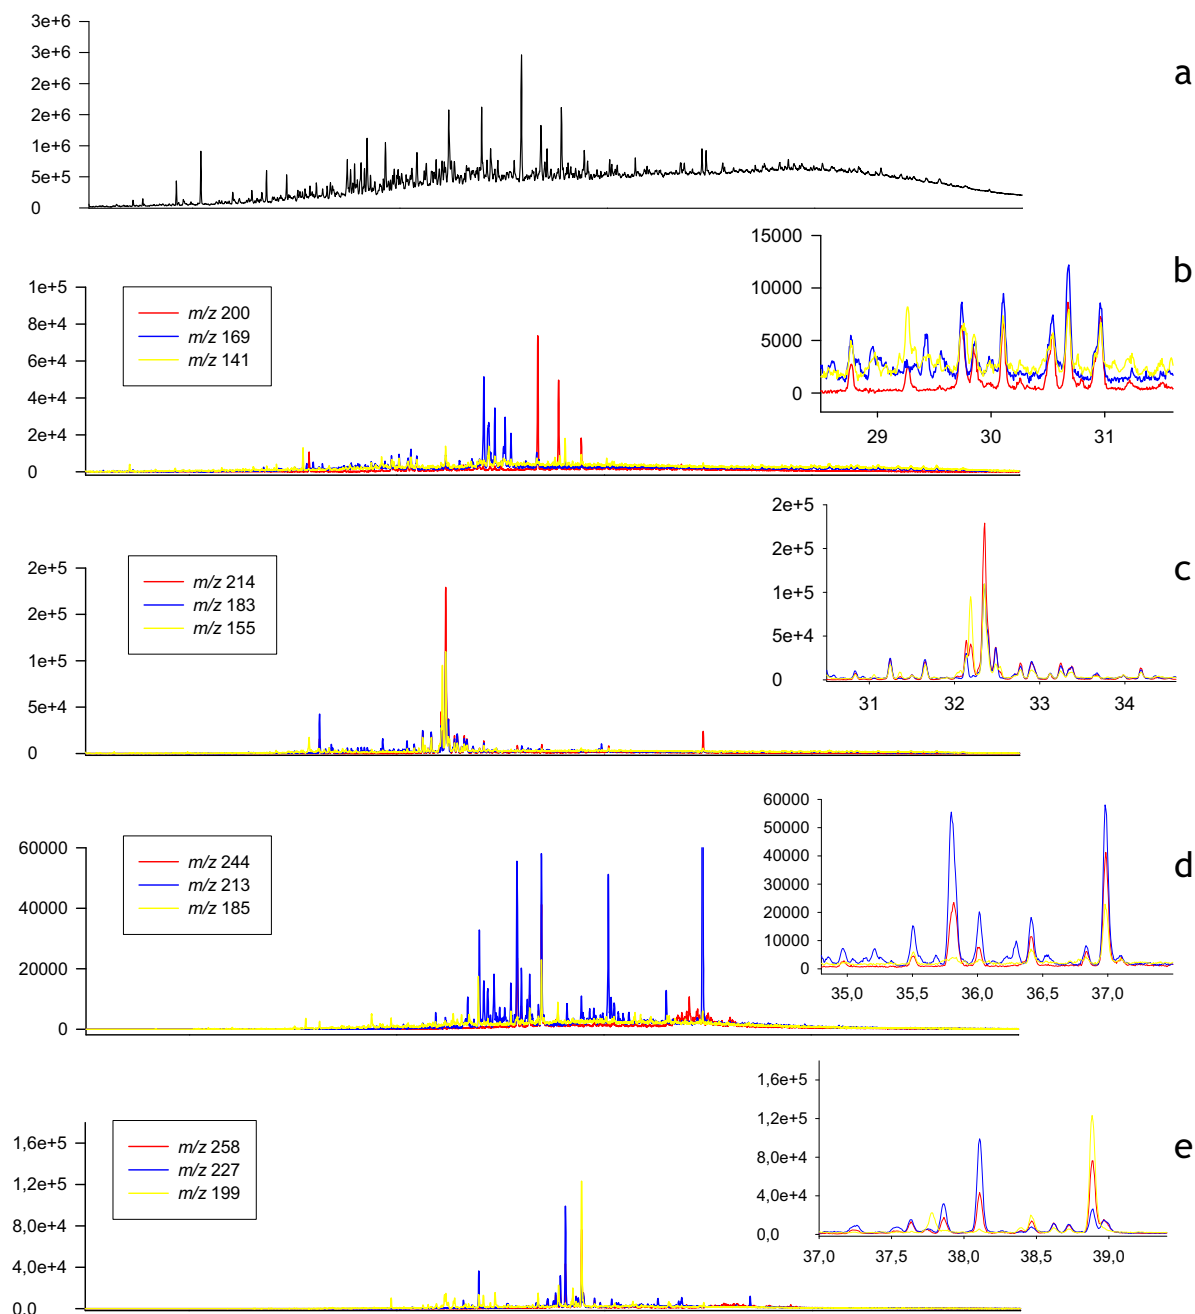 3e+6
3e+6
2e+6
2e+6
1e+6
5e+5
0
a
1e+5
8e+4
6e+4
4e+4
2e+4
0
m/z 200
m/z 169
m/z 141
15000
10000
5000
0
29 30 31
b
2e+5
2e+5
1e+5
5e+4
0
m/z 214
m/z 183
m/z 155
2e+5
2e+5
1e+5
5e+4
0
31 32 33 34
c
60000
40000
20000
0
m/z 244
m/z 213
m/z 185
60000
50000
40000
30000
20000
10000
0
35,0 35,5 36,0 36,5 37,0
d
1,6e+5
1,2e+5
8,0e+4
4,0e+4
0,0
m/z 258
m/z 227
m/z 199
1,6e+5
1,2e+5
8,0e+4
4,0e+4
0,0
37,0 37,5 38,0 38,5 39,0
e